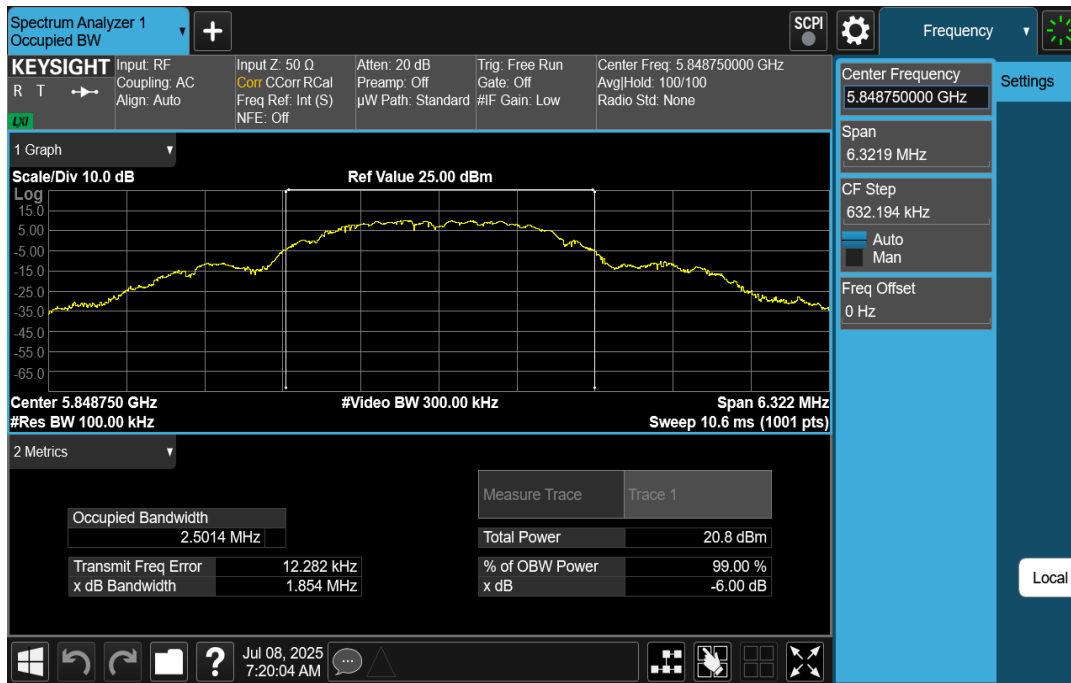 Spectrum Analyzer 1
Occupied BW
+
SCPI
Frequency
KEYSIGHT
R T
LXI
Input: RF
Coupling: AC
Align: Auto
Input Z: 50 Ω
Corr CCorr RCal
Freq Ref: Int (S)
NFE: Off
Atten: 20 dB
Preamp: Off
µW Path: Standard
Trig: Free Run
Gate: Off
#IF Gain: Low
Center Freq: 5.848750000 GHz
Avg|Hold: 100/100
Radio Std: None
Center Frequency
5.848750000 GHz
Settings
Span
6.3219 MHz
CF Step
632.194 kHz
Auto
Man
Freq Offset
0 Hz
Local
1 Graph
Scale/Div 10.0 dB
Ref Value 25.00 dBm
Log
15.0
5.00
-5.00
-15.0
-25.0
-35.0
-45.0
-55.0
-65.0
Center 5.848750 GHz
#Video BW 300.00 kHz
Span 6.322 MHz
#Res BW 100.00 kHz
Sweep 10.6 ms (1001 pts)
2 Metrics
Measure Trace
Trace 1
Occupied Bandwidth
2.5014 MHz
Total Power
20.8 dBm
Transmit Freq Error
12.282 kHz
% of OBW Power
99.00 %
x dB Bandwidth
1.854 MHz
x dB
-6.00 dB
?
Jul 08, 2025
7:20:04 AM